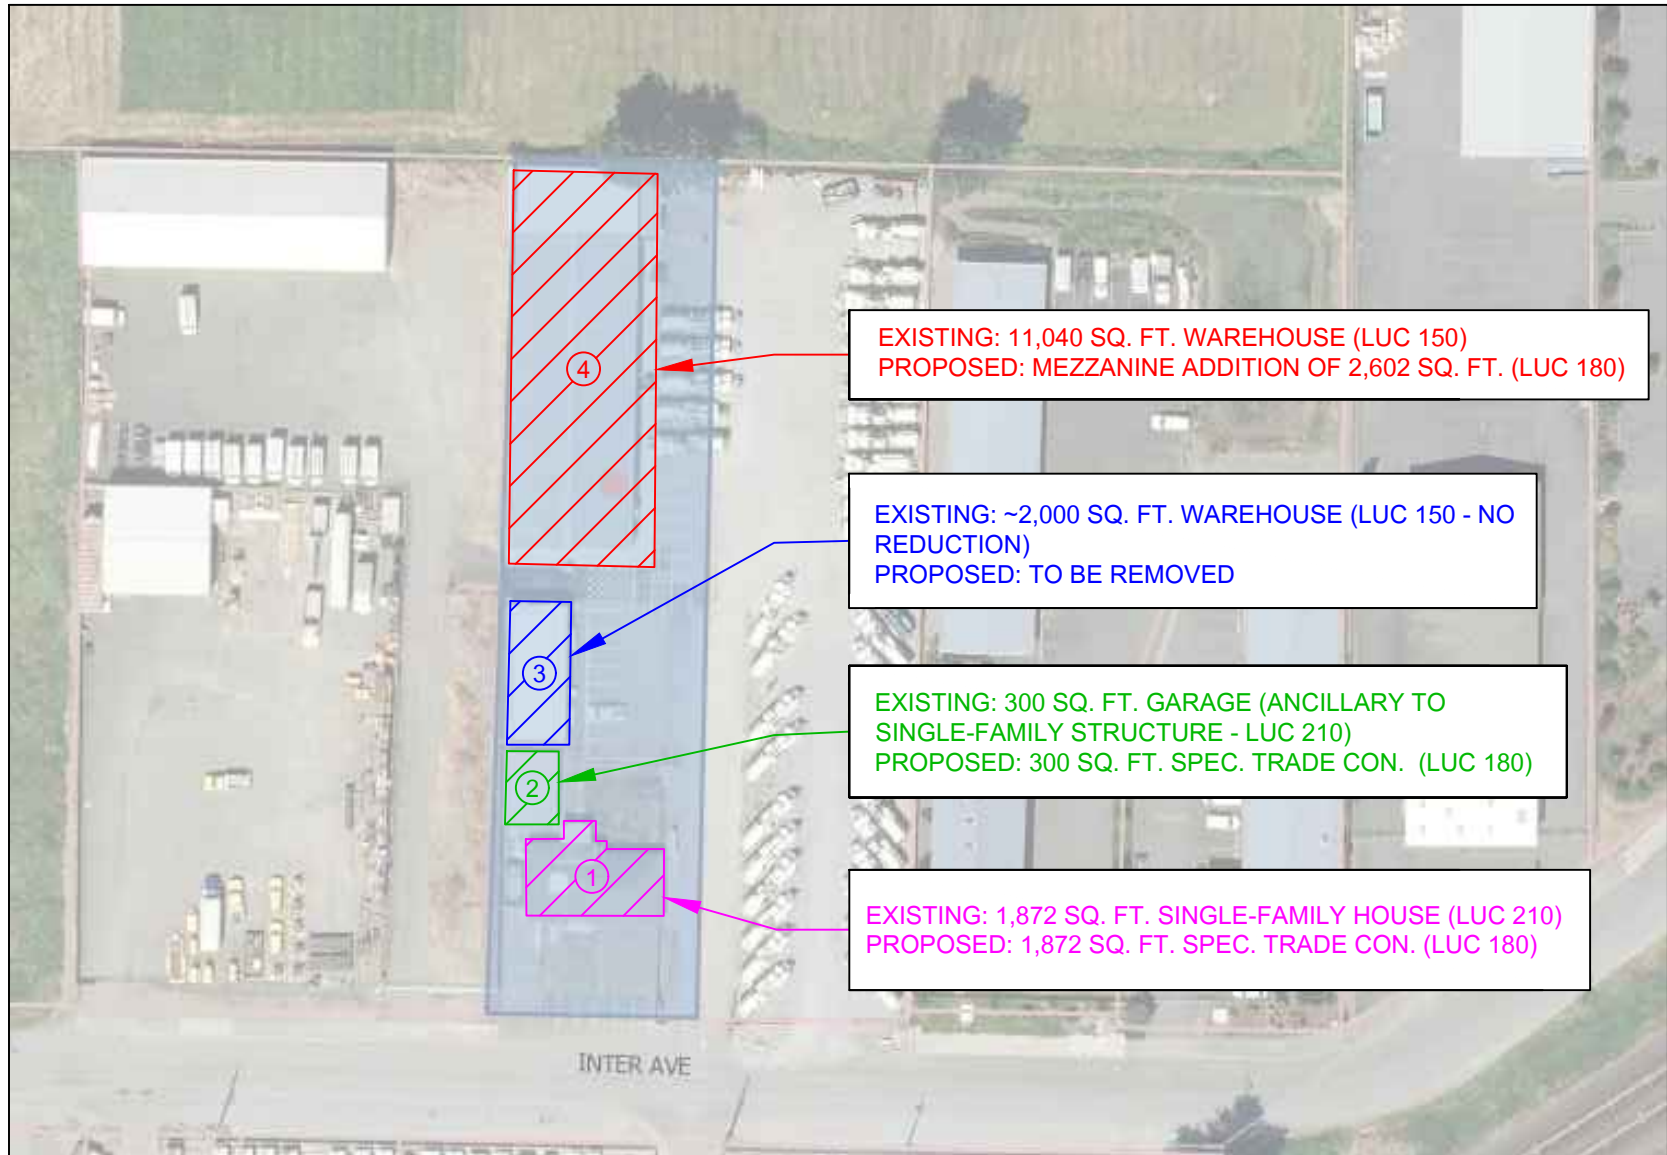 EXISTING: 11,040 SQ. FT. WAREHOUSE (LUC 150)
PROPOSED: MEZZANINE ADDITION OF 2,602 SQ. FT. (LUC 180)
4
EXISTING: ~2,000 SQ. FT. WAREHOUSE (LUC 150 - NO
REDUCTION)
PROPOSED: TO BE REMOVED
3
EXISTING: 300 SQ. FT. GARAGE (ANCILLARY TO
SINGLE-FAMILY STRUCTURE - LUC 210)
PROPOSED: 300 SQ. FT. SPEC. TRADE CON. (LUC 180)
2
1
EXISTING: 1,872 SQ. FT. SINGLE-FAMILY HOUSE (LUC 210)
PROPOSED: 1,872 SQ. FT. SPEC. TRADE CON. (LUC 180)
INTER AVE